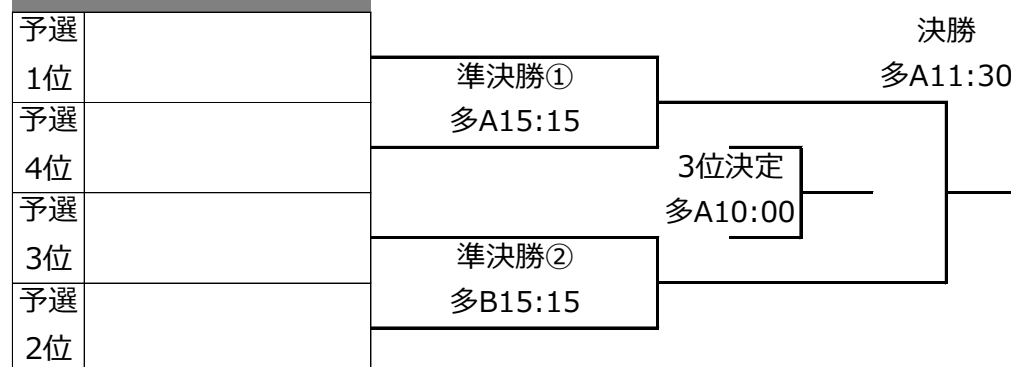 予選
1位
予選
4位
予選
3位
予選
2位
準決勝①
多A15:15
準決勝②
多B15:15
3位決定
多A10:00
決勝
多A11:30